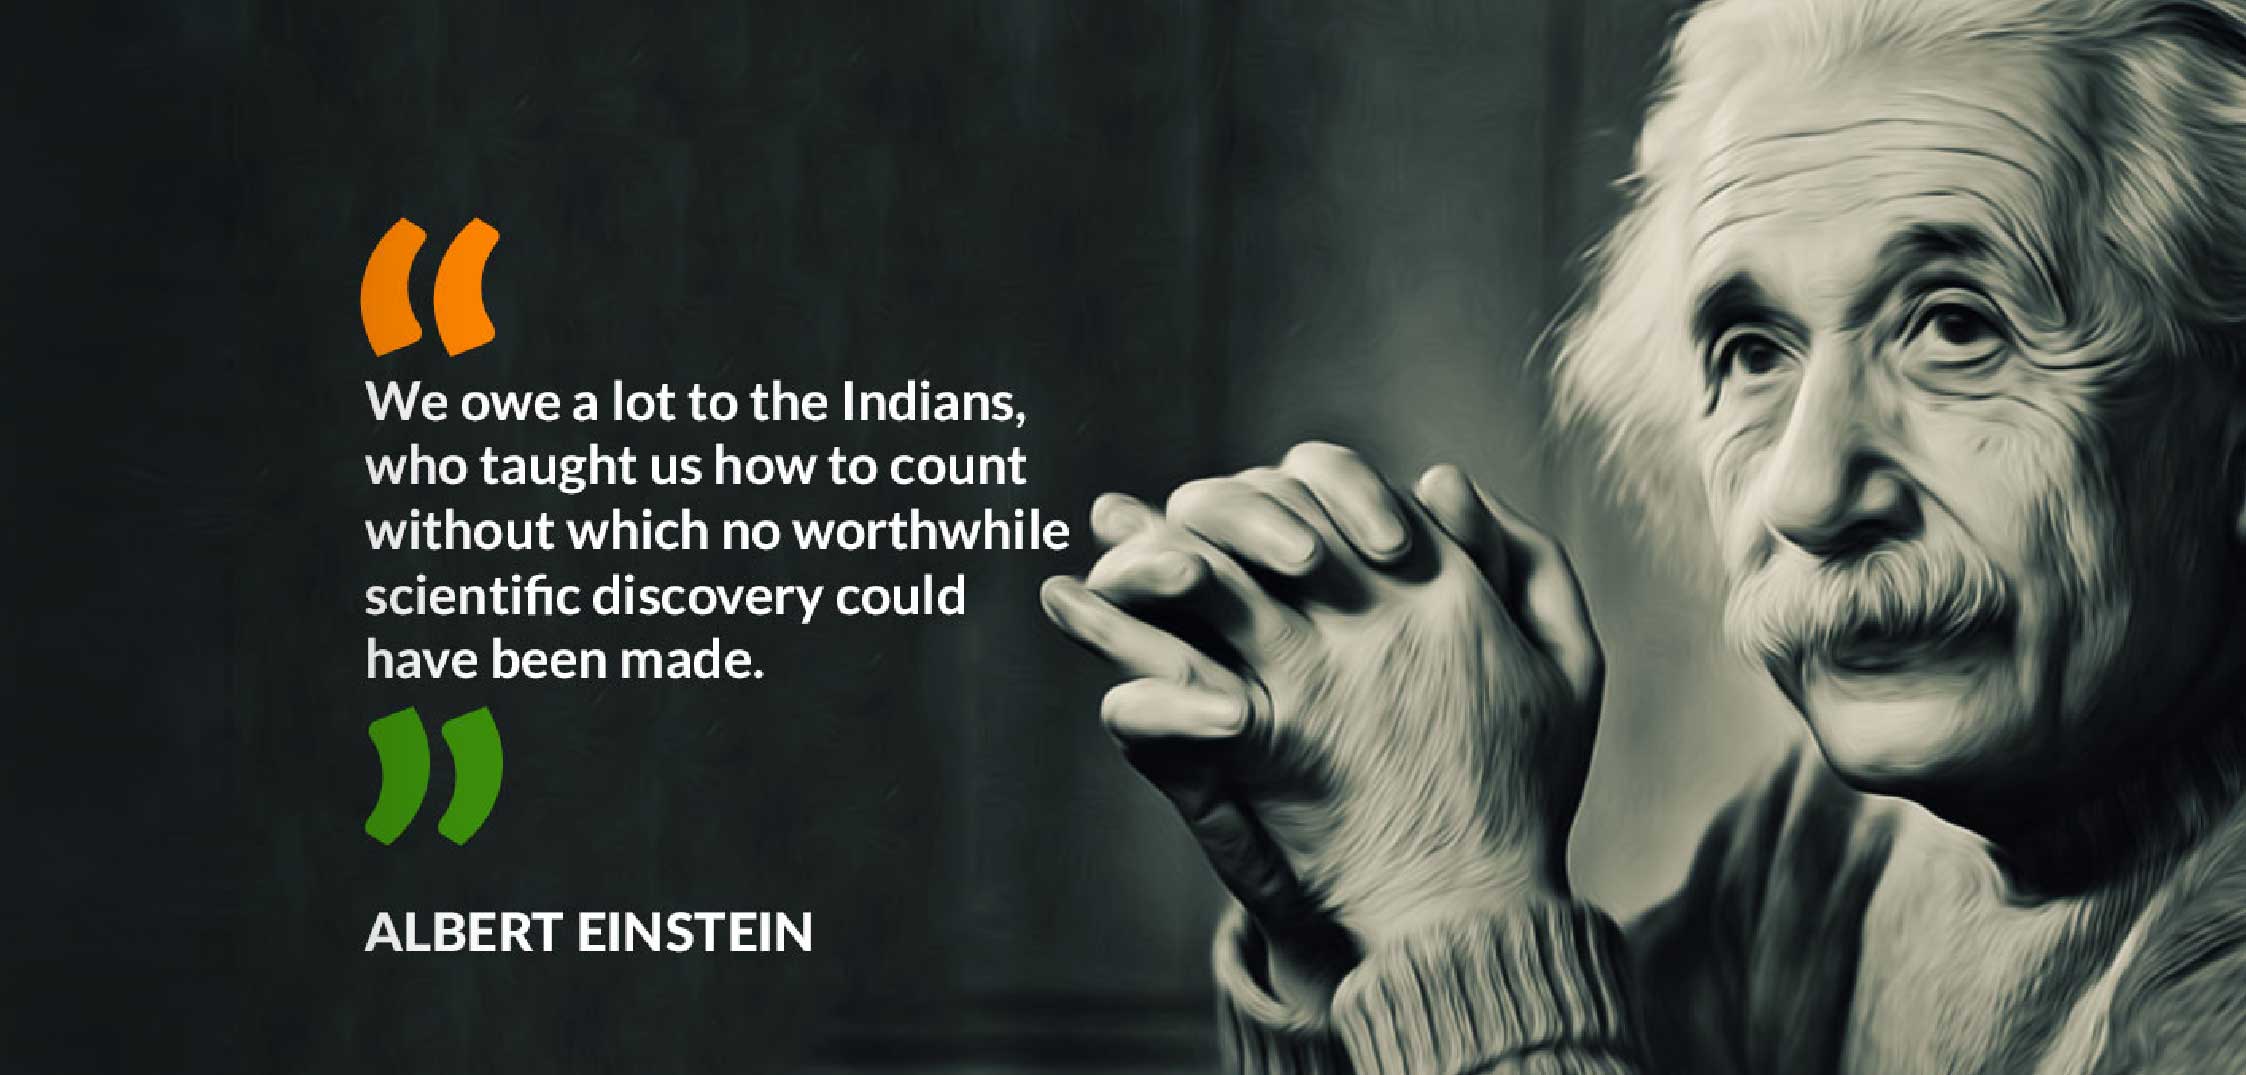 “
We owe a lot to the Indians,
who taught us how to count
without which no worthwhile
scientific discovery could
have been made.
”
ALBERT EINSTEIN